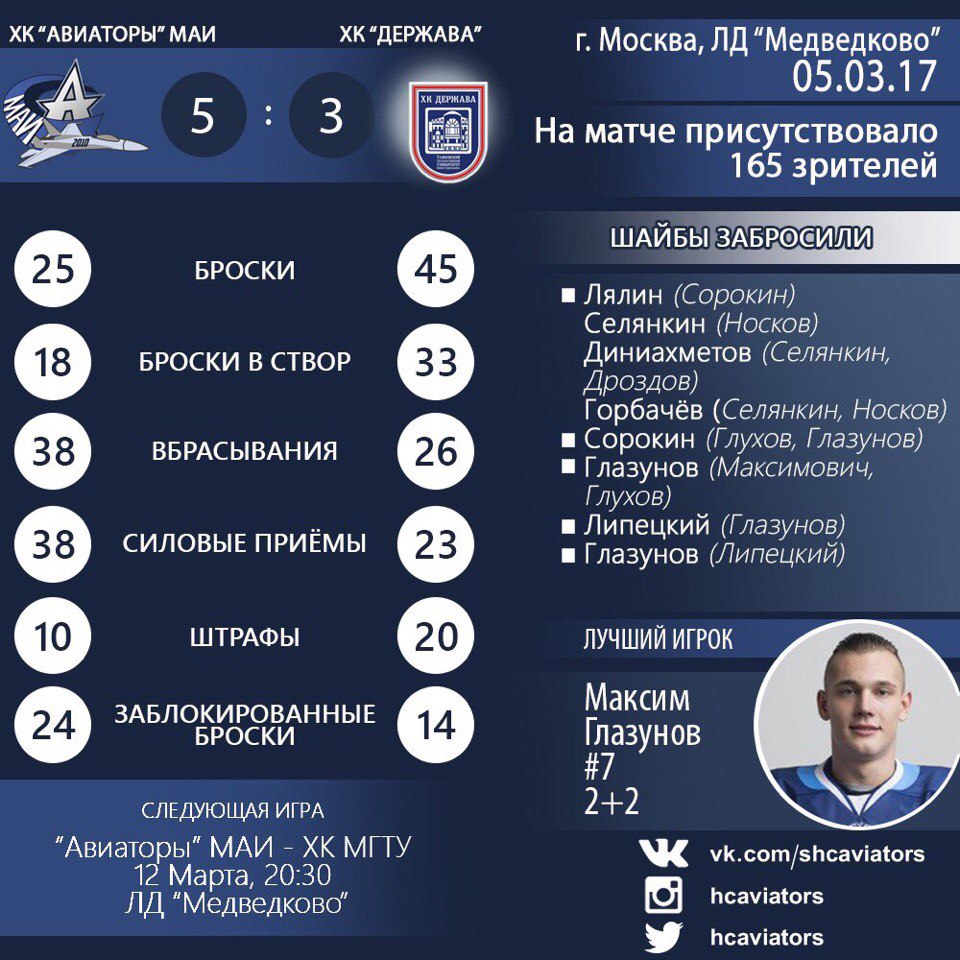 ХК "АВИАТОРЫ" МАИ
ХК "ДЕРЖАВА"
МАИ
А
2010
5 : 3
ХК ДЕРЖАВА
г. Москва, ЛД "Медведково"
05.03.17
На матче присутствовало
165 зрителей
25 БРОСКИ 45
18 БРОСКИ В СТВОР 33
38 ВБРАСЫВАНИЯ 26
38 СИЛОВЫЕ ПРИЁМЫ 23
10 ШТРАФЫ 20
24 ЗАБЛОКИРОВАННЫЕ
БРОСКИ 14
СЛЕДУЮЩАЯ ИГРА
"Авиаторы" МАИ - ХК МГТУ
12 Марта, 20:30
ЛД "Медведково"
ШАЙБЫ ЗАБРОСИЛИ
■ Лялин (Сорокин)
Селянкин (Носков)
Диниахметов (Селянкин,
Дроздов)
Горбачёв (Селянкин, Носков)
■ Сорокин (Глухов, Глазунов)
■ Глазунов (Максимович,
Глухов)
■ Липецкий (Глазунов)
■ Глазунов (Липецкий)
ЛУЧШИЙ ИГРОК
Максим
Глазунов
#7
2+2
vk.com/shcaviators
hcaviators
hcaviators